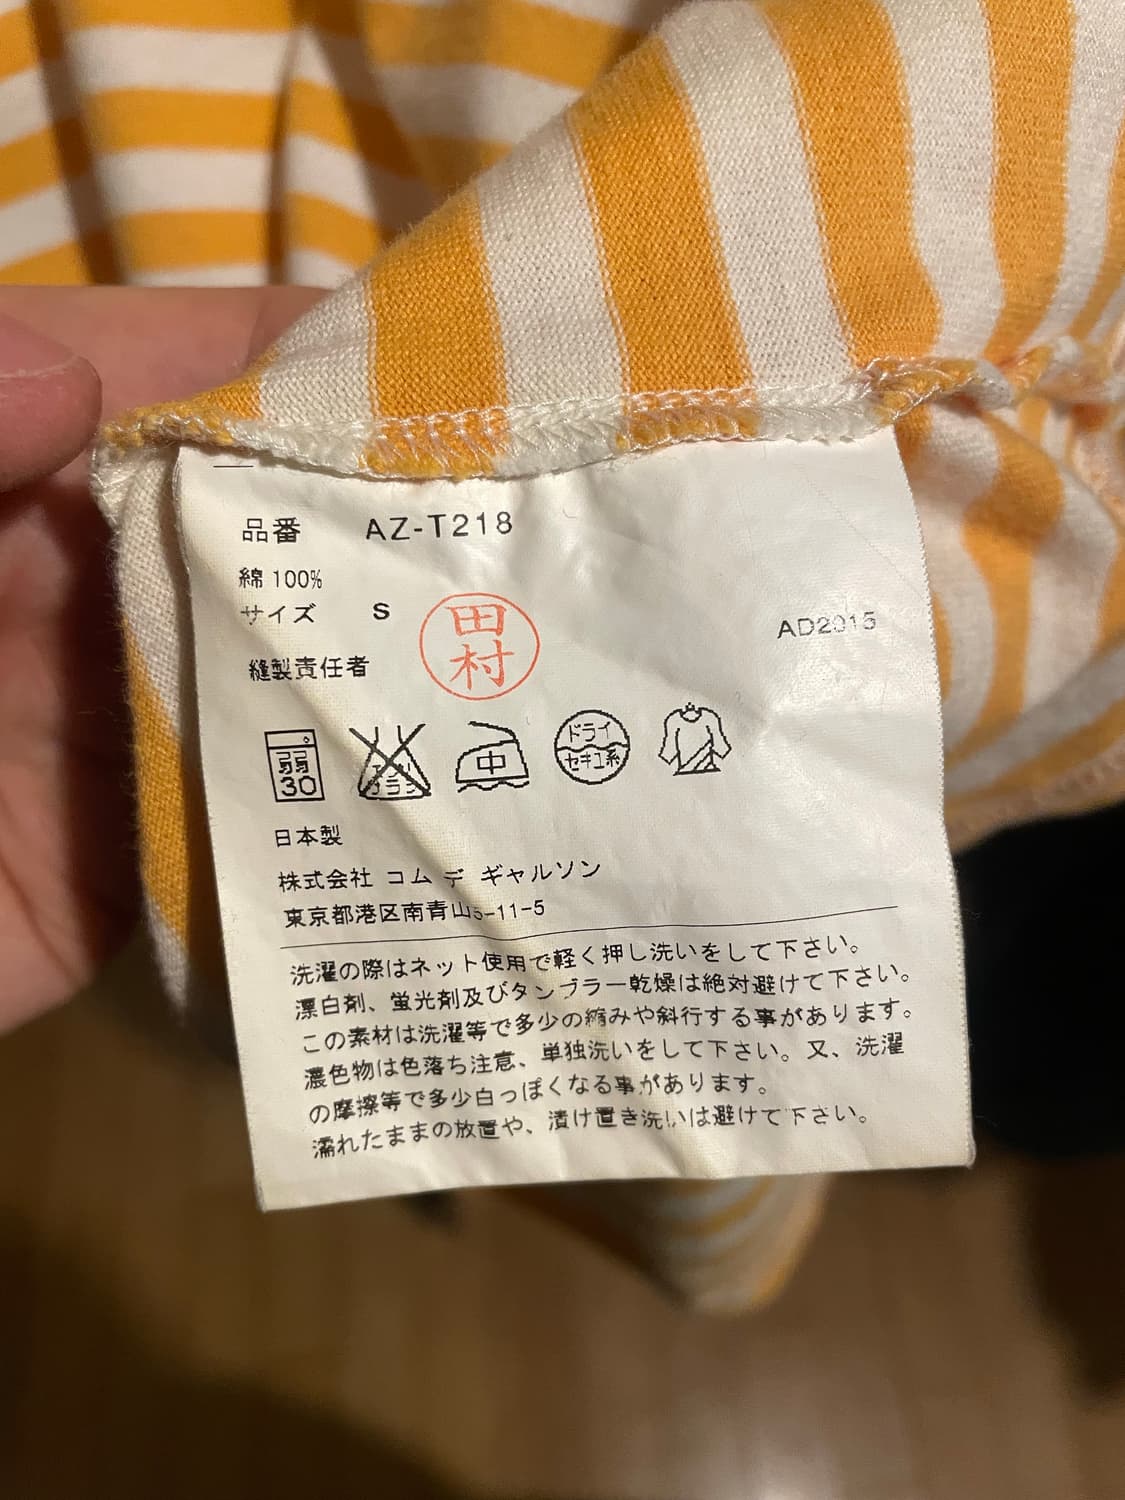 品番 AZ-T218
綿 100%
サイズ S
田村
AD2015
縫製責任者
弱 30
エンソサラシ
中
ドライ
セキユ系
日本製
株式会社 コム デ ギャルソン
東京都港区南青山5-11-5
洗濯の際はネット使用で軽く押し洗いをして下さい。
漂白剤、蛍光剤及びタンブラー乾燥は絶対避けて下さい。
この素材は洗濯等で多少の縮みや斜行する事があります。
濃色物は色落ち注意、単独洗いをして下さい。又、洗濯
の摩擦等で多少白っぽくなる事があります。
濡れたままの放置や、漬け置き洗いは避けて下さい。